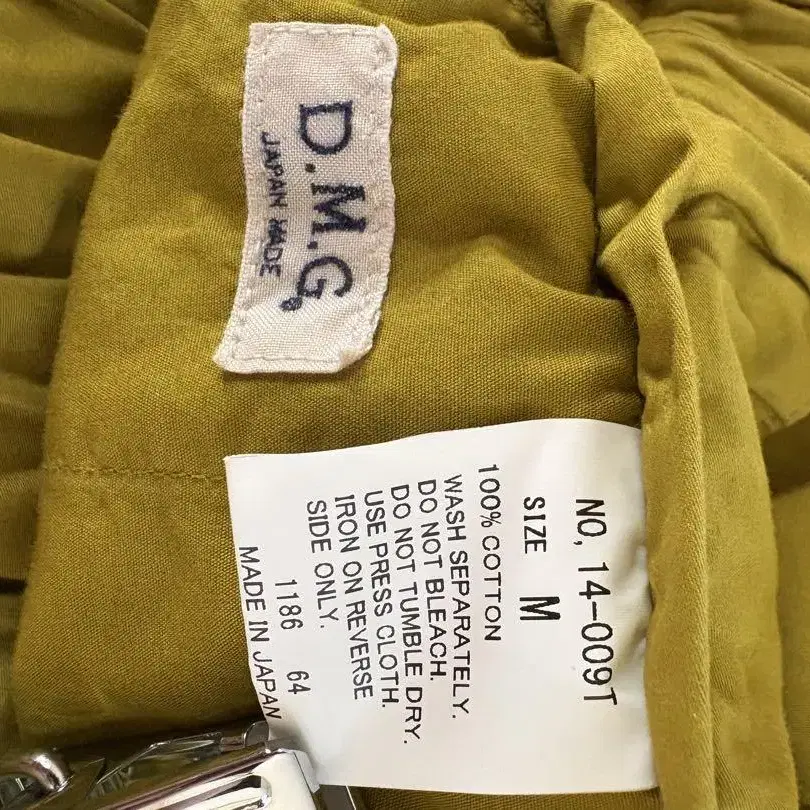 D.M.G,
JAPAN MADE
NO, 14-009T
SIZE M
100% COTTON
WASH SEPARATELY.
DO NOT BLEACH.
DO NOT TUMBLE DRY.
USE PRESS CLOTH.
IRON ON REVERSE
SIDE ONLY.
1186 64
MADE IN JAPAN